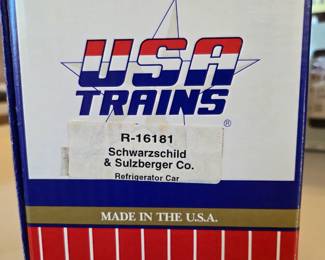 USA
TRAINS
®
R-16181
Schwarzschild
& Sulzberger Co.
Refrigerator Car
MADE IN THE U.S.A.